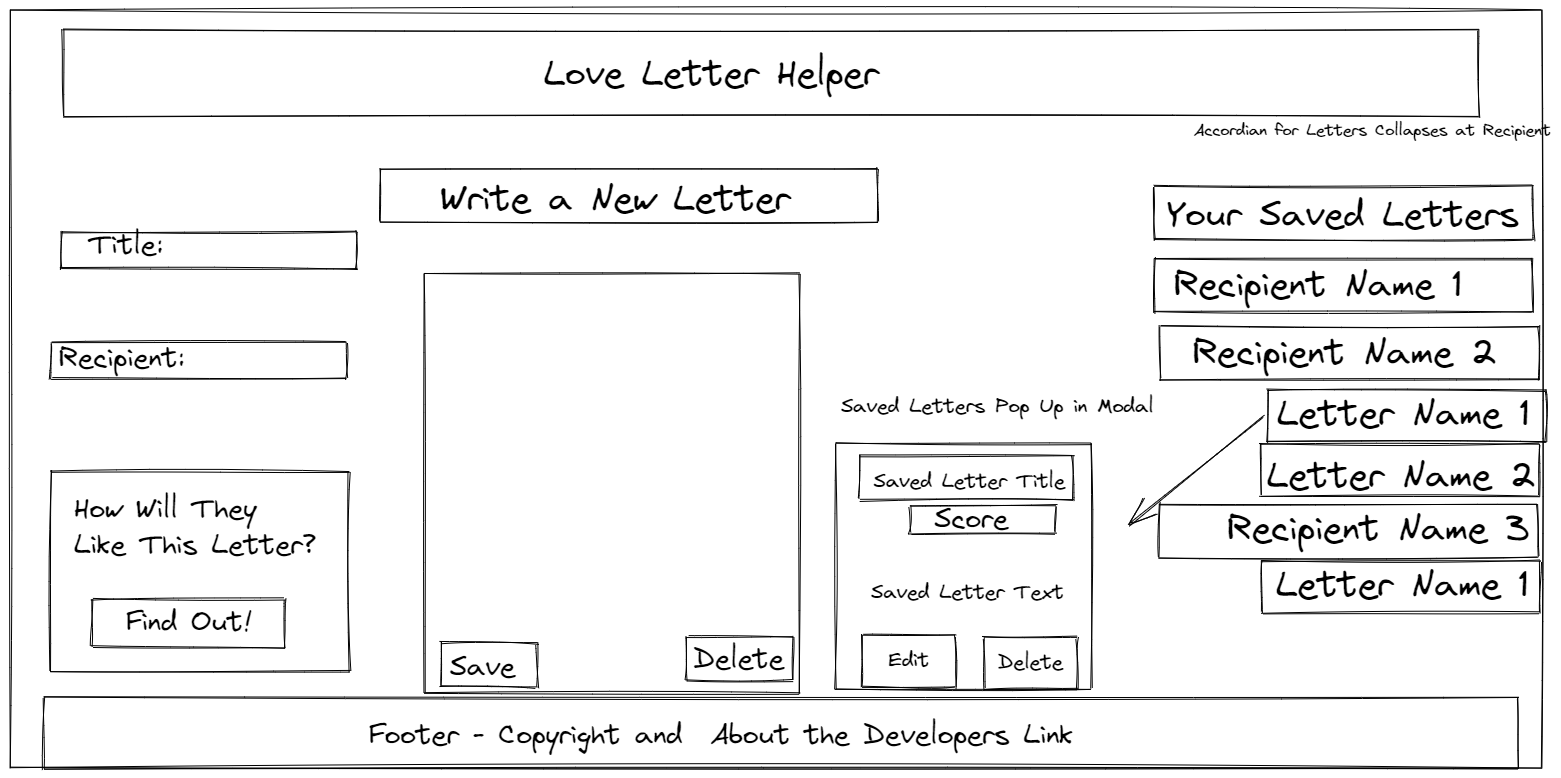 Love Letter Helper
Accordian for Letters Collapses at Recipient
Write a New Letter
Title:
Recipient:
How Will They
Like This Letter?
Find Out!
Save
Delete
Saved Letters Pop Up in Modal
Saved Letter Title
Score
Saved Letter Text
Edit
Delete
Your Saved Letters
Recipient Name 1
Recipient Name 2
Letter Name 1
Letter Name 2
Recipient Name 3
Letter Name 1
Footer - Copyright and About the Developers Link